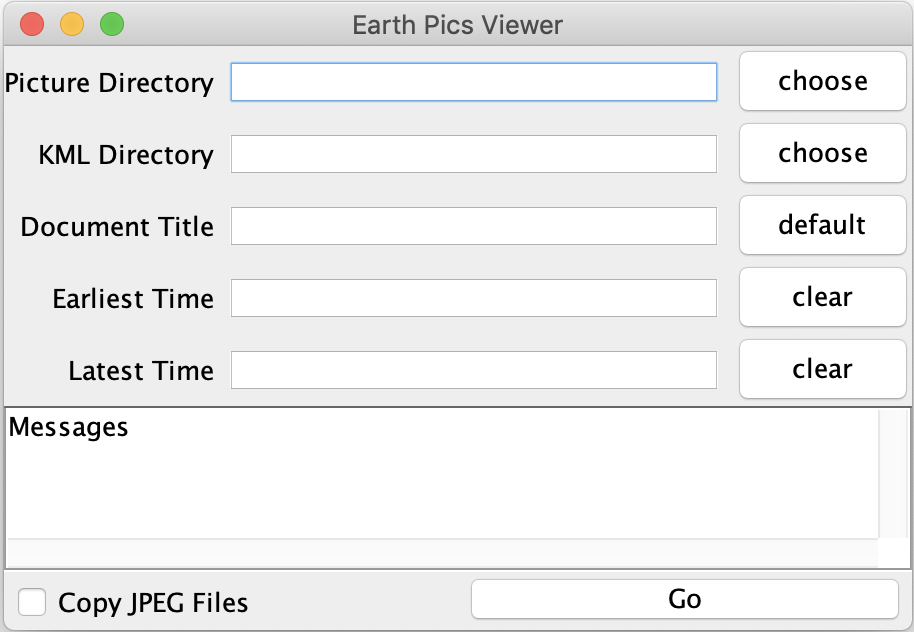 Earth Pics Viewer
Picture Directory choose
KML Directory choose
Document Title default
Earliest Time clear
Latest Time clear
Messages
Copy JPEG Files Go